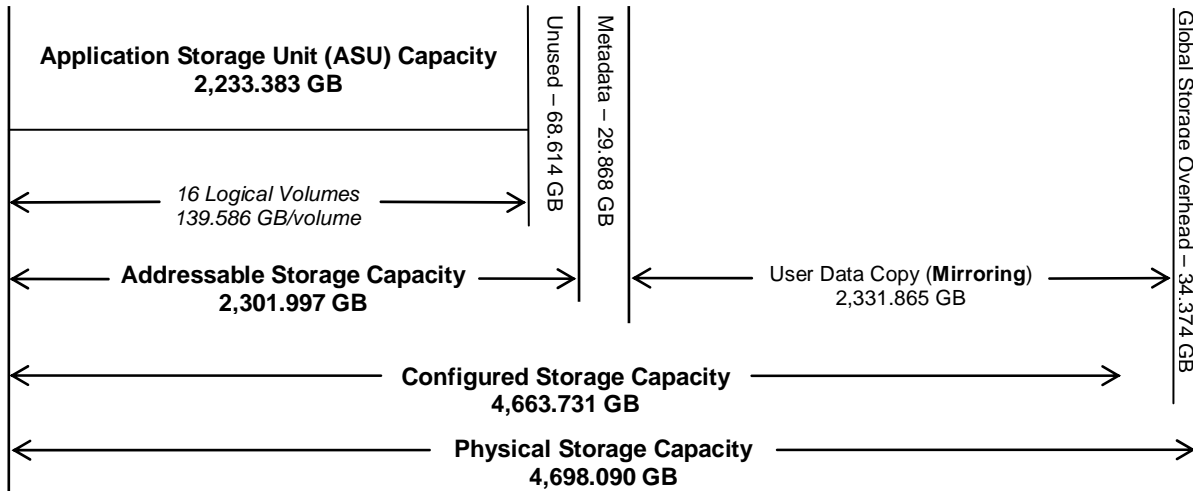 Application Storage Unit (ASU) Capacity
2,233.383 GB
Unused – 68.614 GB
Metadata – 29.868 GB
Global Storage Overhead – 34.374 GB
16 Logical Volumes
139.586 GB/volume
Addressable Storage Capacity
2,301.997 GB
User Data Copy (Mirroring)
2,331.865 GB
Configured Storage Capacity
4,663.731 GB
Physical Storage Capacity
4,698.090 GB